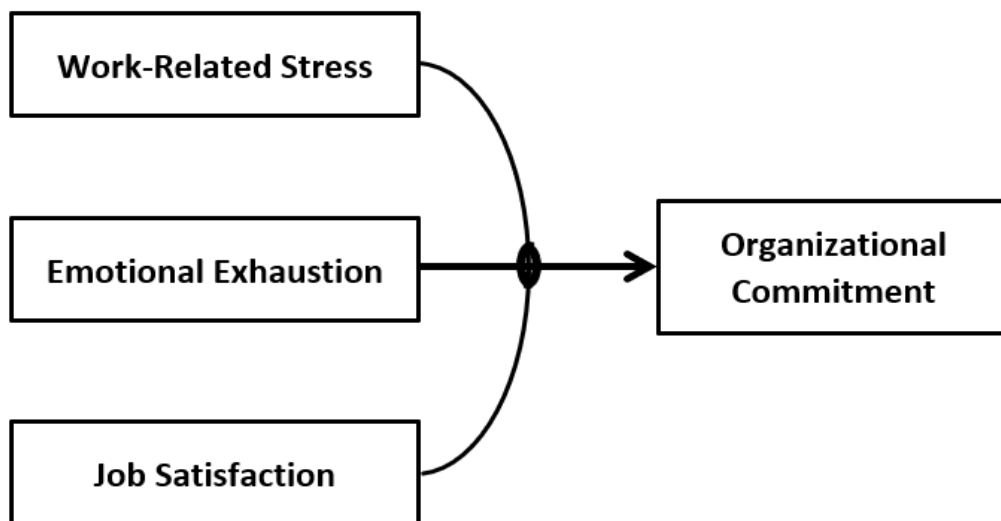 Work-Related Stress
Emotional Exhaustion
Organizational
Commitment
Job Satisfaction